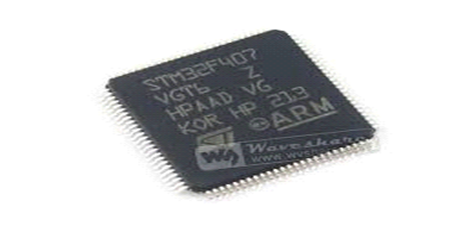 STM32F407
VGT6 Z
HPAAD VG
KOR HP 213
ARM
Waveshare